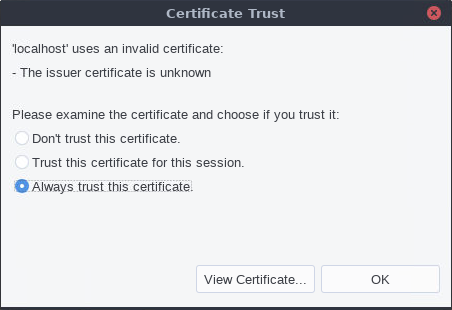 Certificate Trust
'localhost' uses an invalid certificate:
- The issuer certificate is unknown
Please examine the certificate and choose if you trust it:
Don't trust this certificate.
Trust this certificate for this session.
Always trust this certificate.
View Certificate... OK